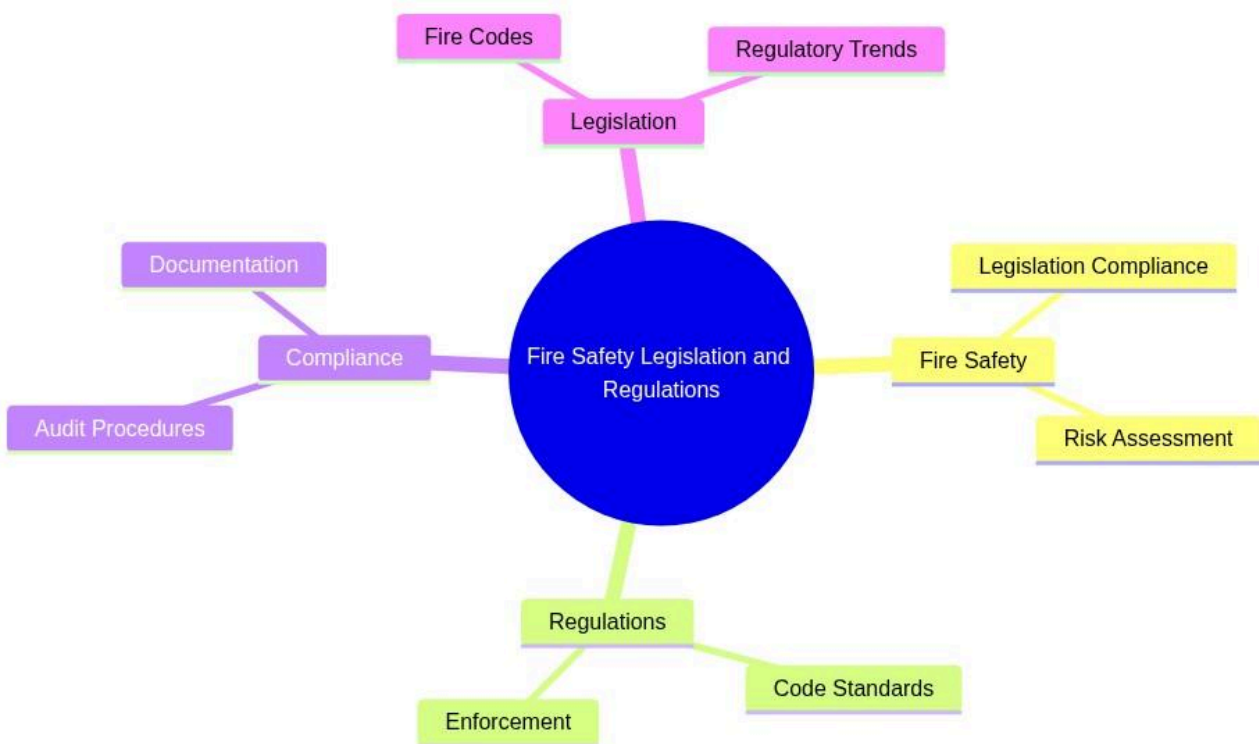 Fire Codes
Regulatory Trends
Legislation
Documentation
Legislation Compliance
Compliance
Fire Safety Legislation and
Regulations
Fire Safety
Audit Procedures
Risk Assessment
Regulations
Code Standards
Enforcement